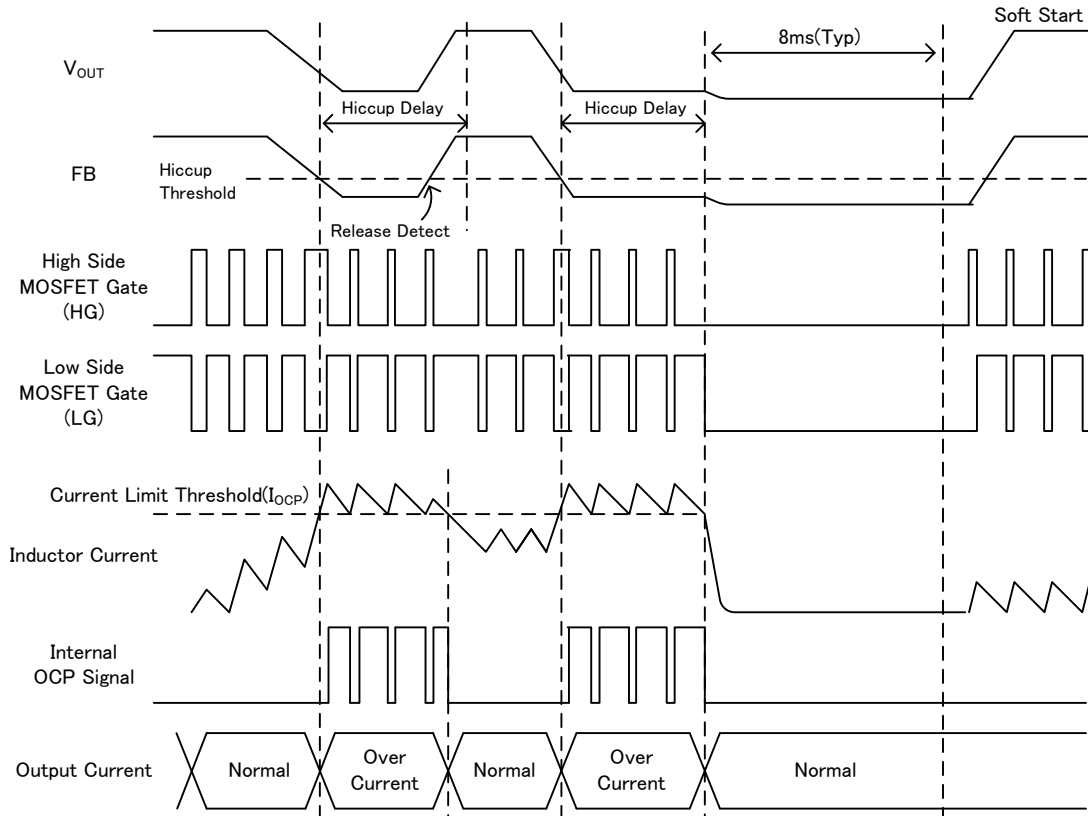 Soft Start
8ms(Typ)
VOUT
Hiccup Delay
Hiccup Delay
FB
Hiccup
Threshold
Release Detect
High Side
MOSFET Gate
(HG)
Low Side
MOSFET Gate
(LG)
Current Limit Threshold(IOCP)
Inductor Current
Internal
OCP Signal
Output Current
Normal
Over
Current
Normal
Over
Current
Normal